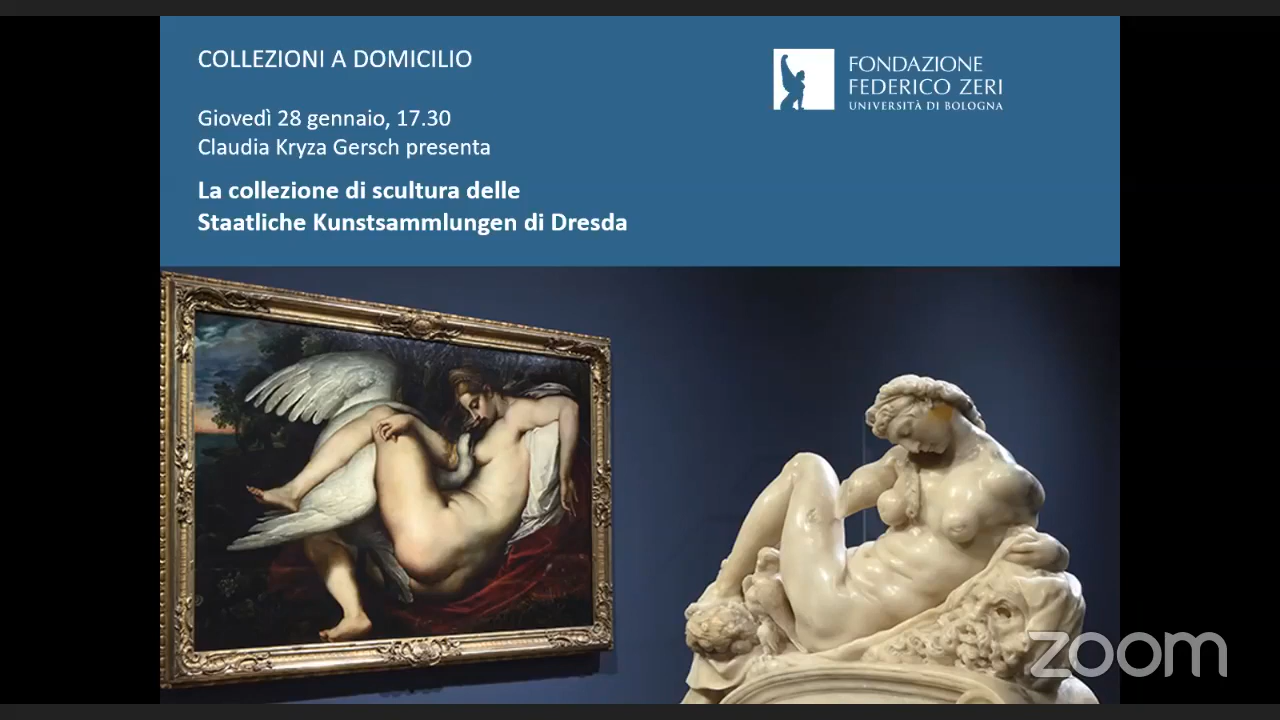 COLLEZIONI A DOMICILIO
Giovedì 28 gennaio, 17.30
Claudia Kryza Gersch presenta
La collezione di scultura delle
Staatliche Kunstsammlungen di Dresda
FONDAZIONE
FEDERICO ZERI
UNIVERSITÀ DI BOLOGNA
zoom